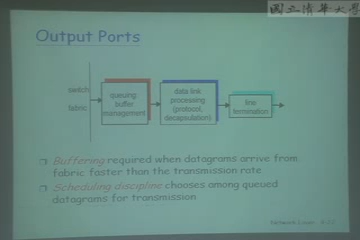 國立清華大學
Output Ports
switch
fabric
queuing:
buffer
management
data link
processing
(protocol,
decapsulation)
line
termination
Buffering required when datagrams arrive from
fabric faster than the transmission rate
Scheduling discipline chooses among queued
datagrams for transmission
Network Layer